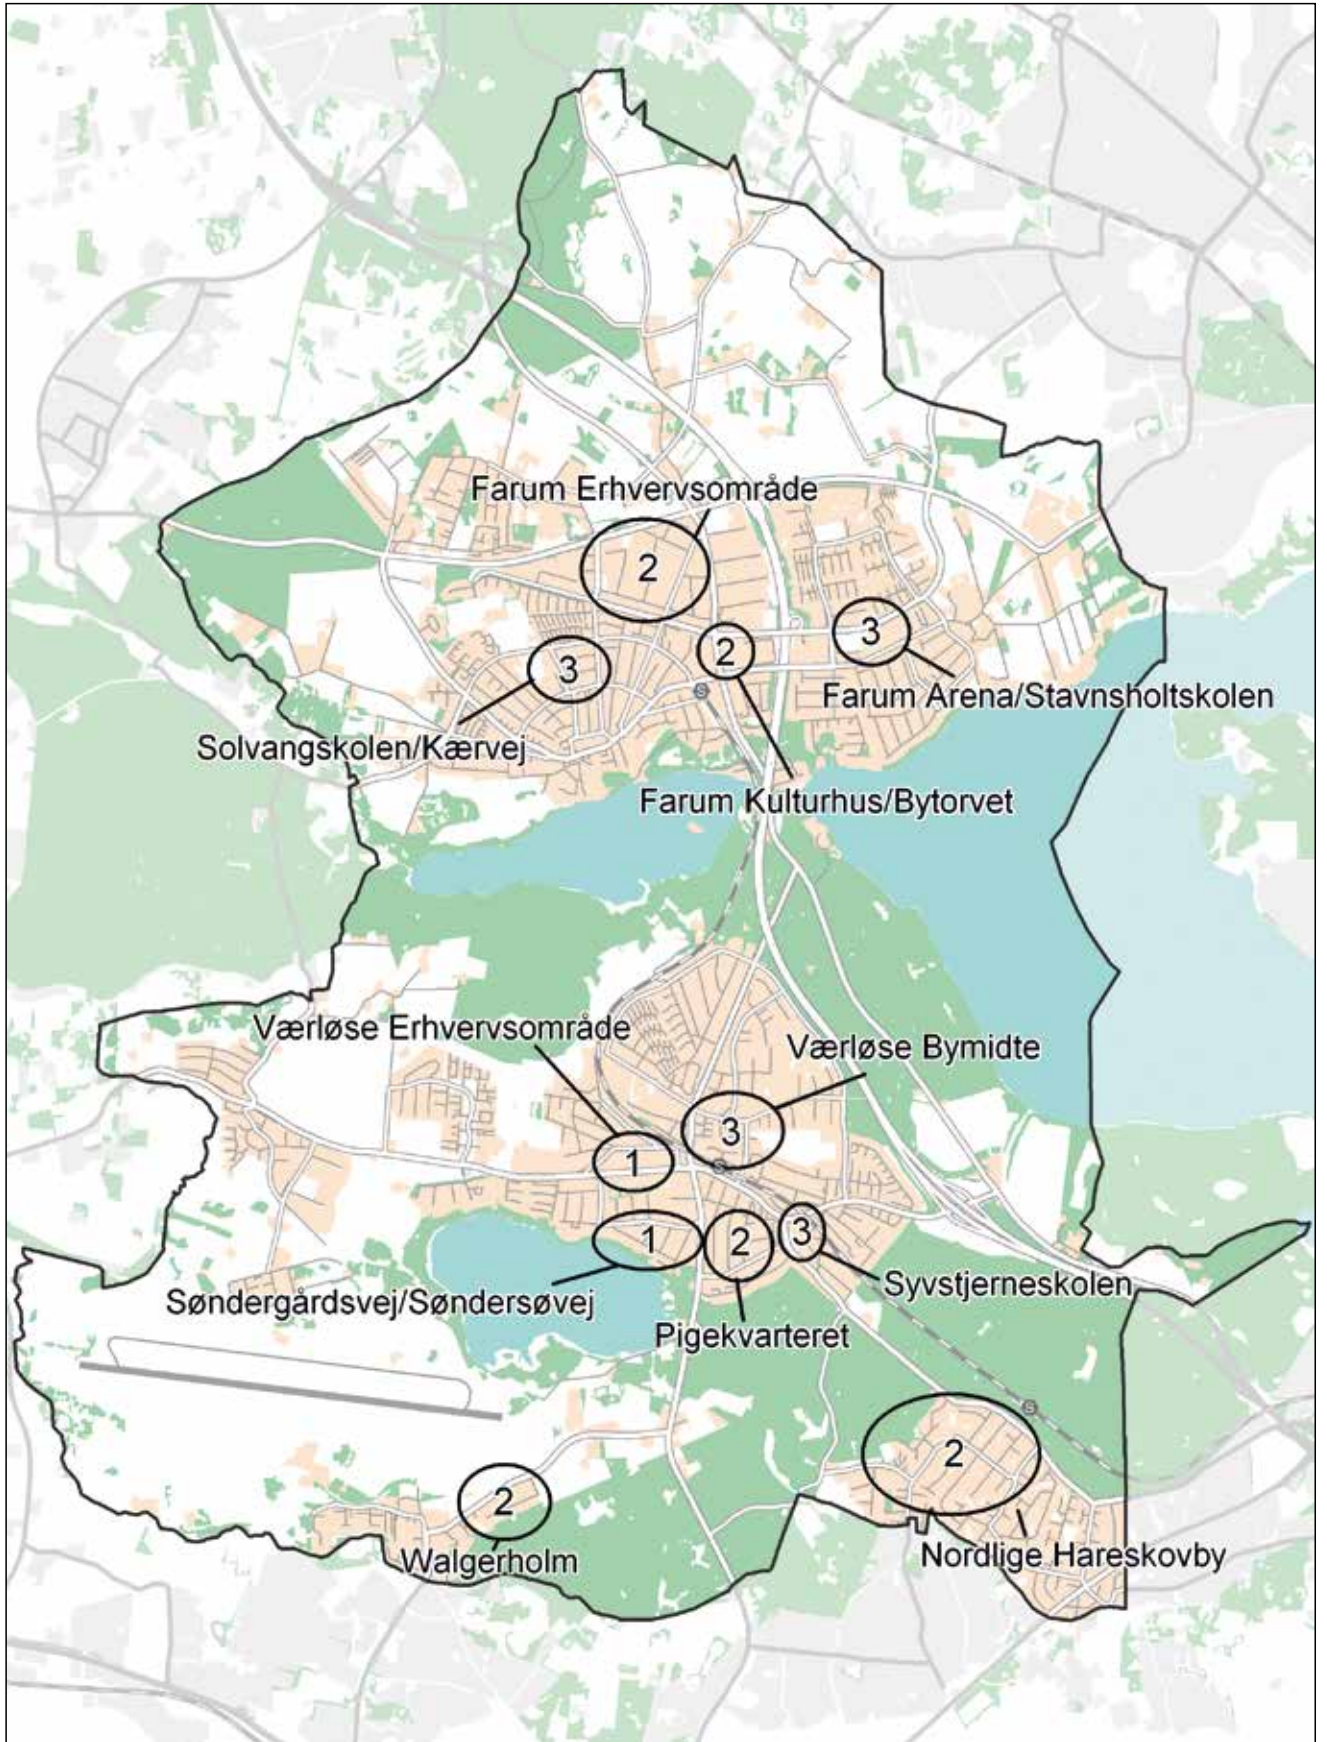 Farum Erhvervsområde
2
3
2
3
Farum Arena/Stavnsholtskolen
S
Solvangskolen/Kærvej
Farum Kulturhus/Bytorvet
Værløse Erhvervsområde
Værløse Bymidte
3
1
S
1
2
3
Søndergårdsvej/Søndersøvej
Syvstjerneskolen
Pigekvarteret
S
2
2
Walgerholm
Nordlige Hareskovby